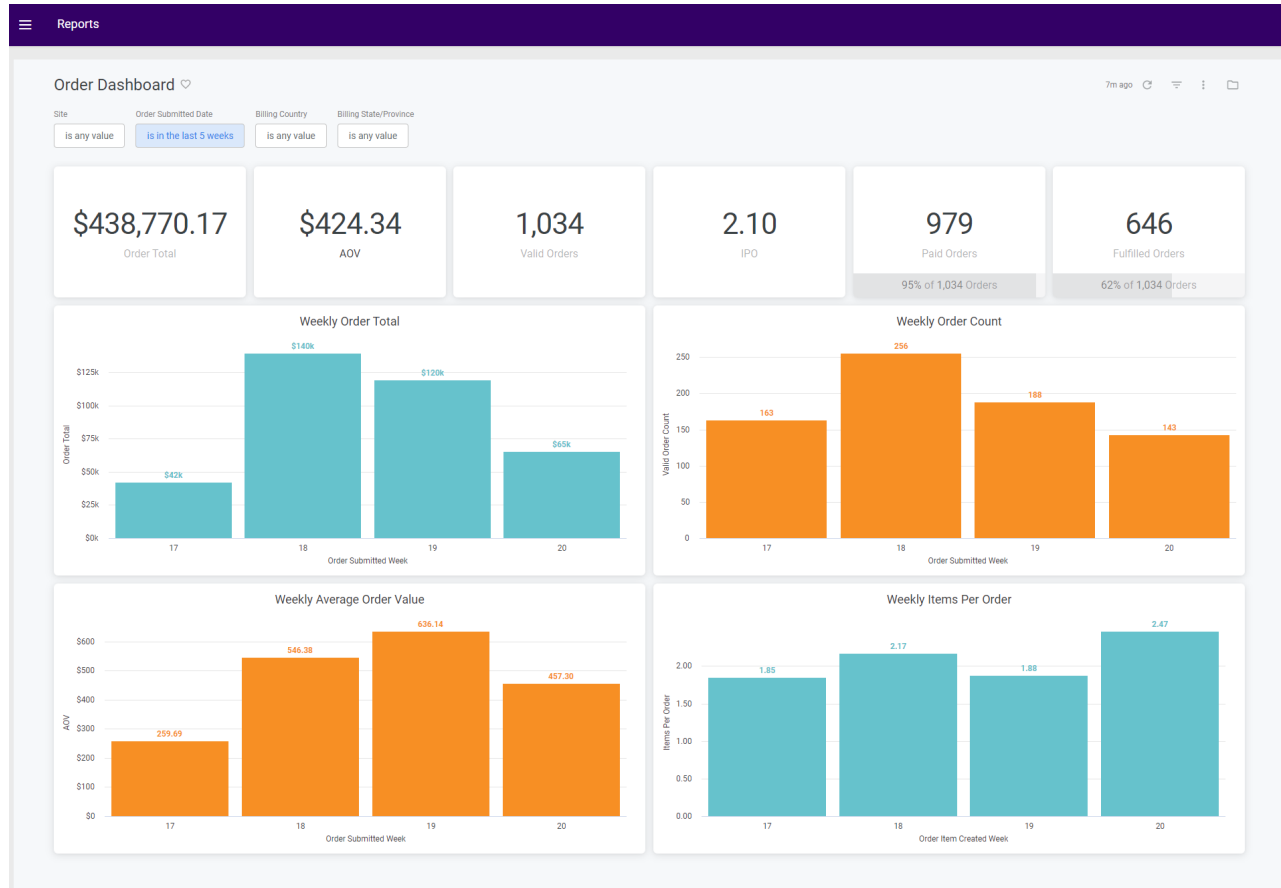 Reports
Order Dashboard
7m ago
Site
Order Submitted Date
Billing Country
Billing State/Province
is any value
is in the last 5 weeks
is any value
is any value
$438,770.17
Order Total
$424.34
AOV
1,034
Valid Orders
2.10
IPO
979
Paid Orders
95% of 1,034 Orders
646
Fulfilled Orders
62% of 1,034 Orders
Weekly Order Total
Order Total
$125k
$100k
$75k
$50k
$25k
$0k
$42k
$140k
$120k
$65k
17
18
19
20
Order Submitted Week
Weekly Order Count
Valid Order Count
250
200
150
100
50
0
163
256
188
143
17
18
19
20
Order Submitted Week
Weekly Average Order Value
AOV
$600
$500
$400
$300
$200
$100
$0
259.69
546.38
636.14
457.30
17
18
19
20
Order Submitted Week
Weekly Items Per Order
Items Per Order
2.00
1.50
1.00
0.50
0.00
1.85
2.17
1.88
2.47
17
18
19
20
Order Item Created Week